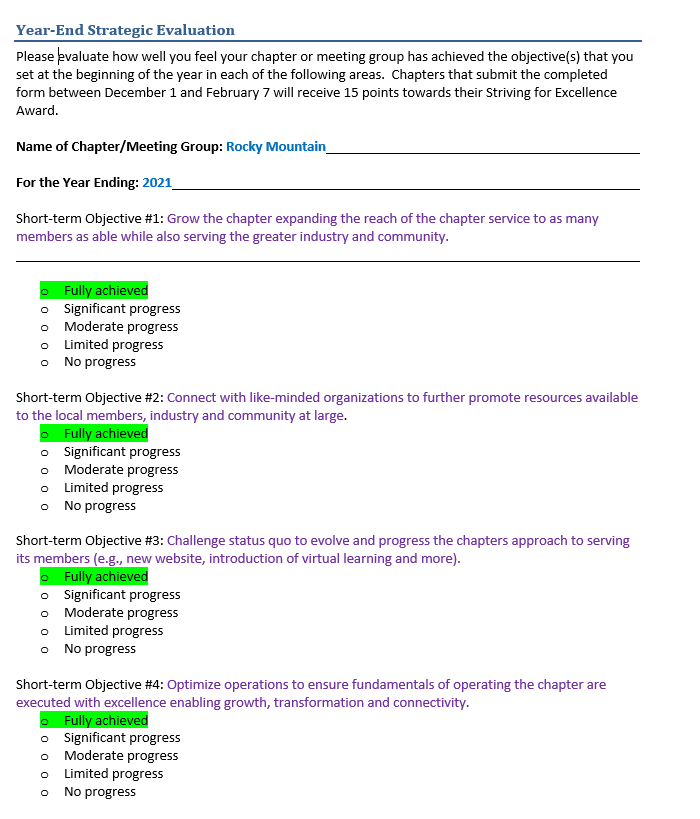 Year-End Strategic Evaluation
Please evaluate how well you feel your chapter or meeting group has achieved the objective(s) that you
set at the beginning of the year in each of the following areas.  Chapters that submit the completed
form between December 1 and February 7 will receive 15 points towards their Striving for Excellence
Award.
Name of Chapter/Meeting Group: Rocky Mountain
For the Year Ending: 2021
Short-term Objective #1: Grow the chapter expanding the reach of the chapter service to as many
members as able while also serving the greater industry and community.
o Fully achieved
o Significant progress
o Moderate progress
o Limited progress
o No progress
Short-term Objective #2: Connect with like-minded organizations to further promote resources available
to the local members, industry and community at large.
o Fully achieved
o Significant progress
o Moderate progress
o Limited progress
o No progress
Short-term Objective #3: Challenge status quo to evolve and progress the chapters approach to serving
its members (e.g., new website, introduction of virtual learning and more).
o Fully achieved
o Significant progress
o Moderate progress
o Limited progress
o No progress
Short-term Objective #4: Optimize operations to ensure fundamentals of operating the chapter are
executed with excellence enabling growth, transformation and connectivity.
o Fully achieved
o Significant progress
o Moderate progress
o Limited progress
o No progress